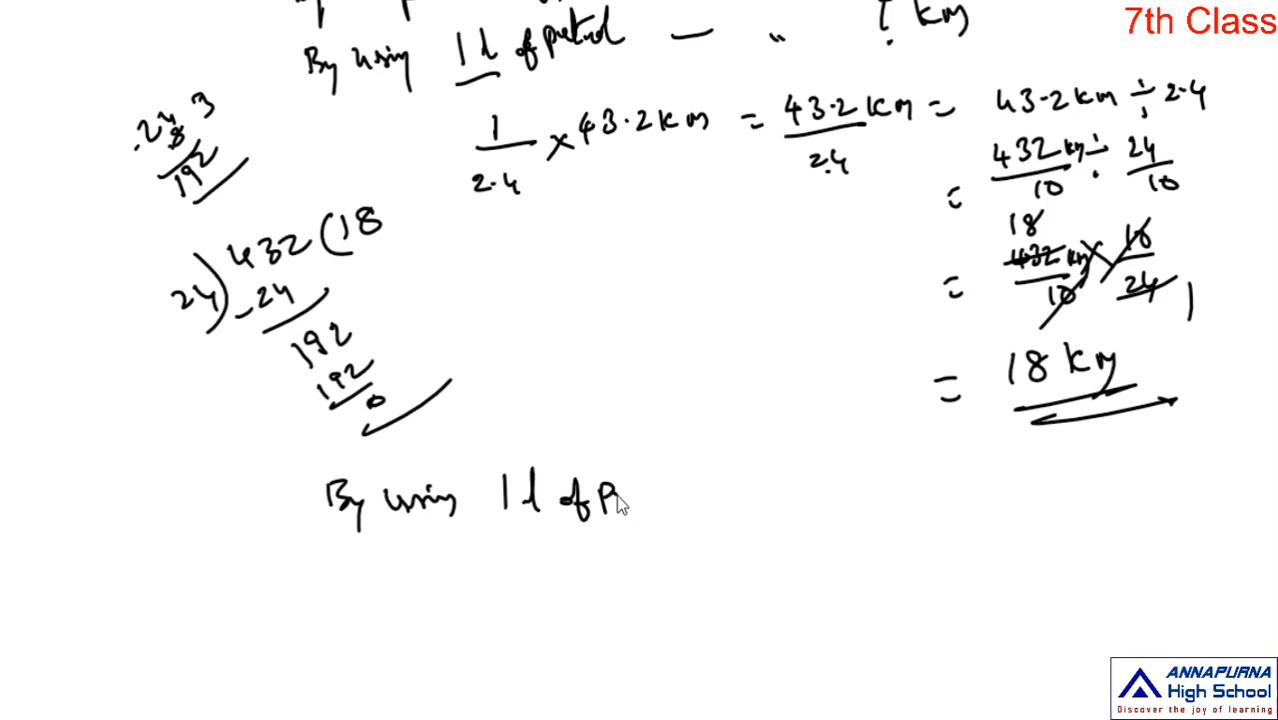 7th Class
? km
By using 1 l of petrol — "
1/2.4 × 43.2 km = 43.2 km/2.4 = 43.2 km ÷ 2.4
= 432 km/10 ÷ 24/10
18
= 432 km/10 × 10/24 1
= 18 km
24 3
8
192
24) 432 (18
-24
192
192
0
By using 1 l of P
ANNAPURNA
High School
Discover the joy of learning